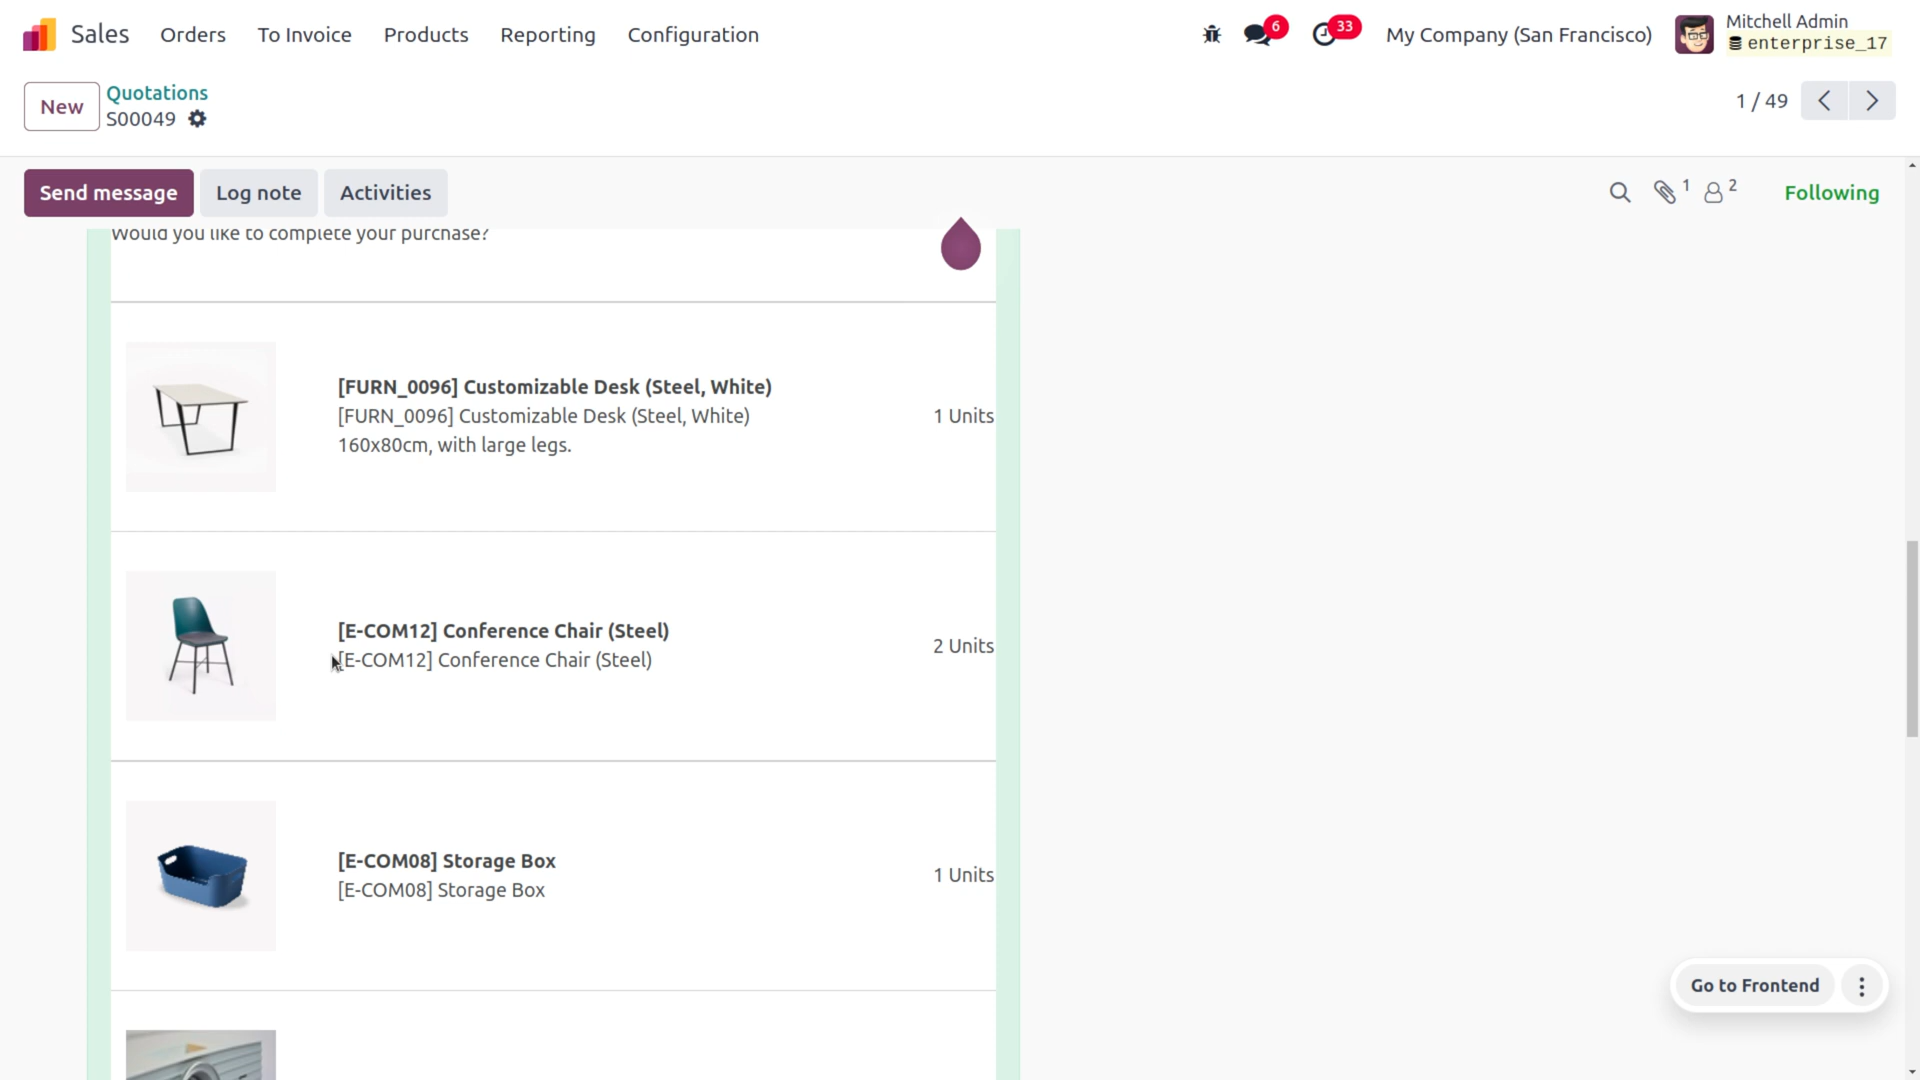 Sales
Orders
To Invoice
Products
Reporting
Configuration
6
33
My Company (San Francisco)
Mitchell Admin
enterprise_17
New
Quotations
S00049
1 / 49
Send message
Log note
Activities
1
2
Following
Would you like to complete your purchase?
[FURN_0096] Customizable Desk (Steel, White)
[FURN_0096] Customizable Desk (Steel, White)
160x80cm, with large legs.
1 Units
[E-COM12] Conference Chair (Steel)
[E-COM12] Conference Chair (Steel)
2 Units
[E-COM08] Storage Box
[E-COM08] Storage Box
1 Units
Go to Frontend